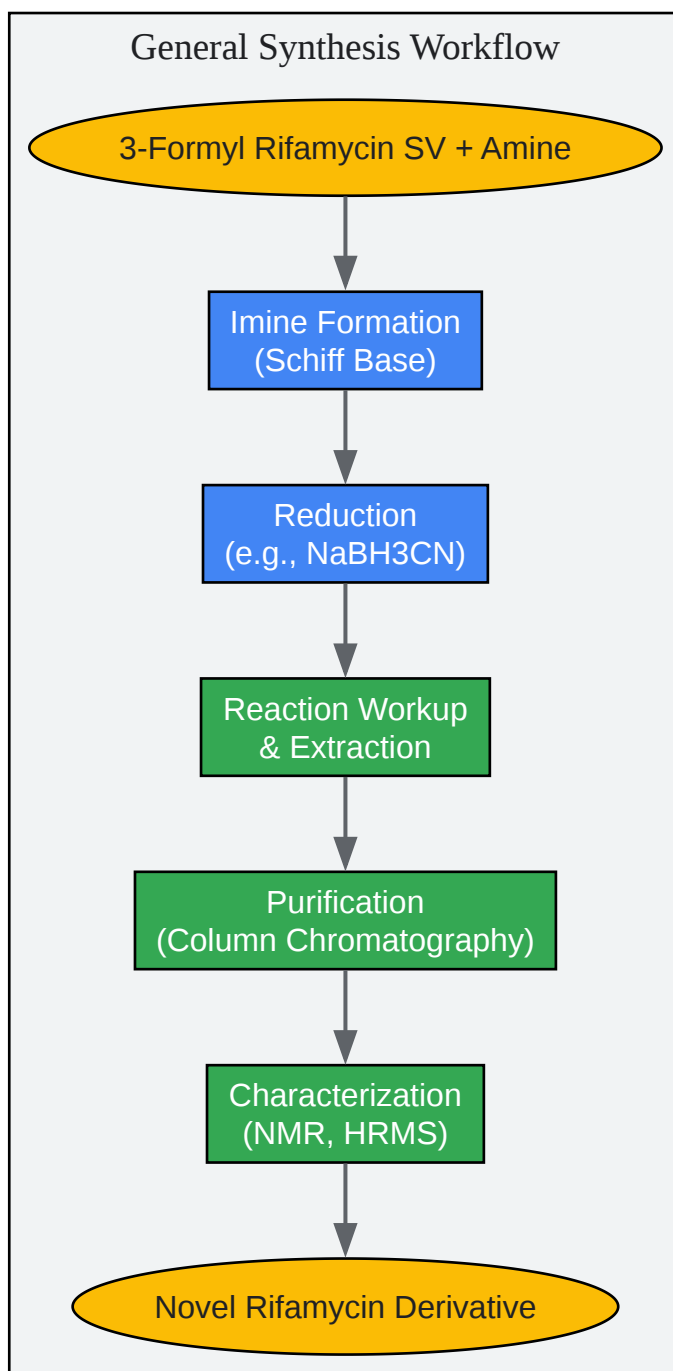 General Synthesis Workflow
3-Formyl Rifamycin SV + Amine
Imine Formation
(Schiff Base)
Reduction
(e.g., NaBH3CN)
Reaction Workup
& Extraction
Purification
(Column Chromatography)
Characterization
(NMR, HRMS)
Novel Rifamycin Derivative